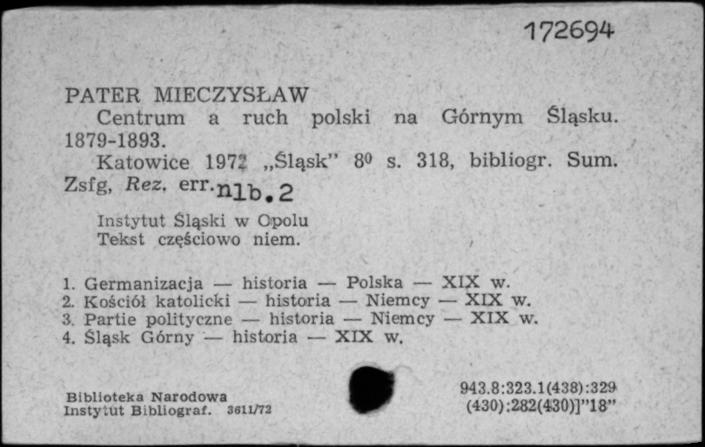 172694
PATER MIECZYSŁAW
Centrum a ruch polski na Górnym Śląsku.
1879-1893.
Katowice 1972 „Śląsk” 8⁰ s. 318, bibliogr. Sum.
Zsfg, Rez. err. nlb. 2
Instytut Śląski w Opolu
Tekst częściowo niem.
1. Germanizacja — historia — Polska — XIX w.
2. Kościół katolicki — historia — Niemcy — XIX w.
3. Partie polityczne — historia — Niemcy — XIX w.
4. Śląsk Górny — historia — XIX w.
Biblioteka Narodowa
Instytut Bibliograf. 3611/72
943.8:323.1(438):329
(430):282(430)]”18”